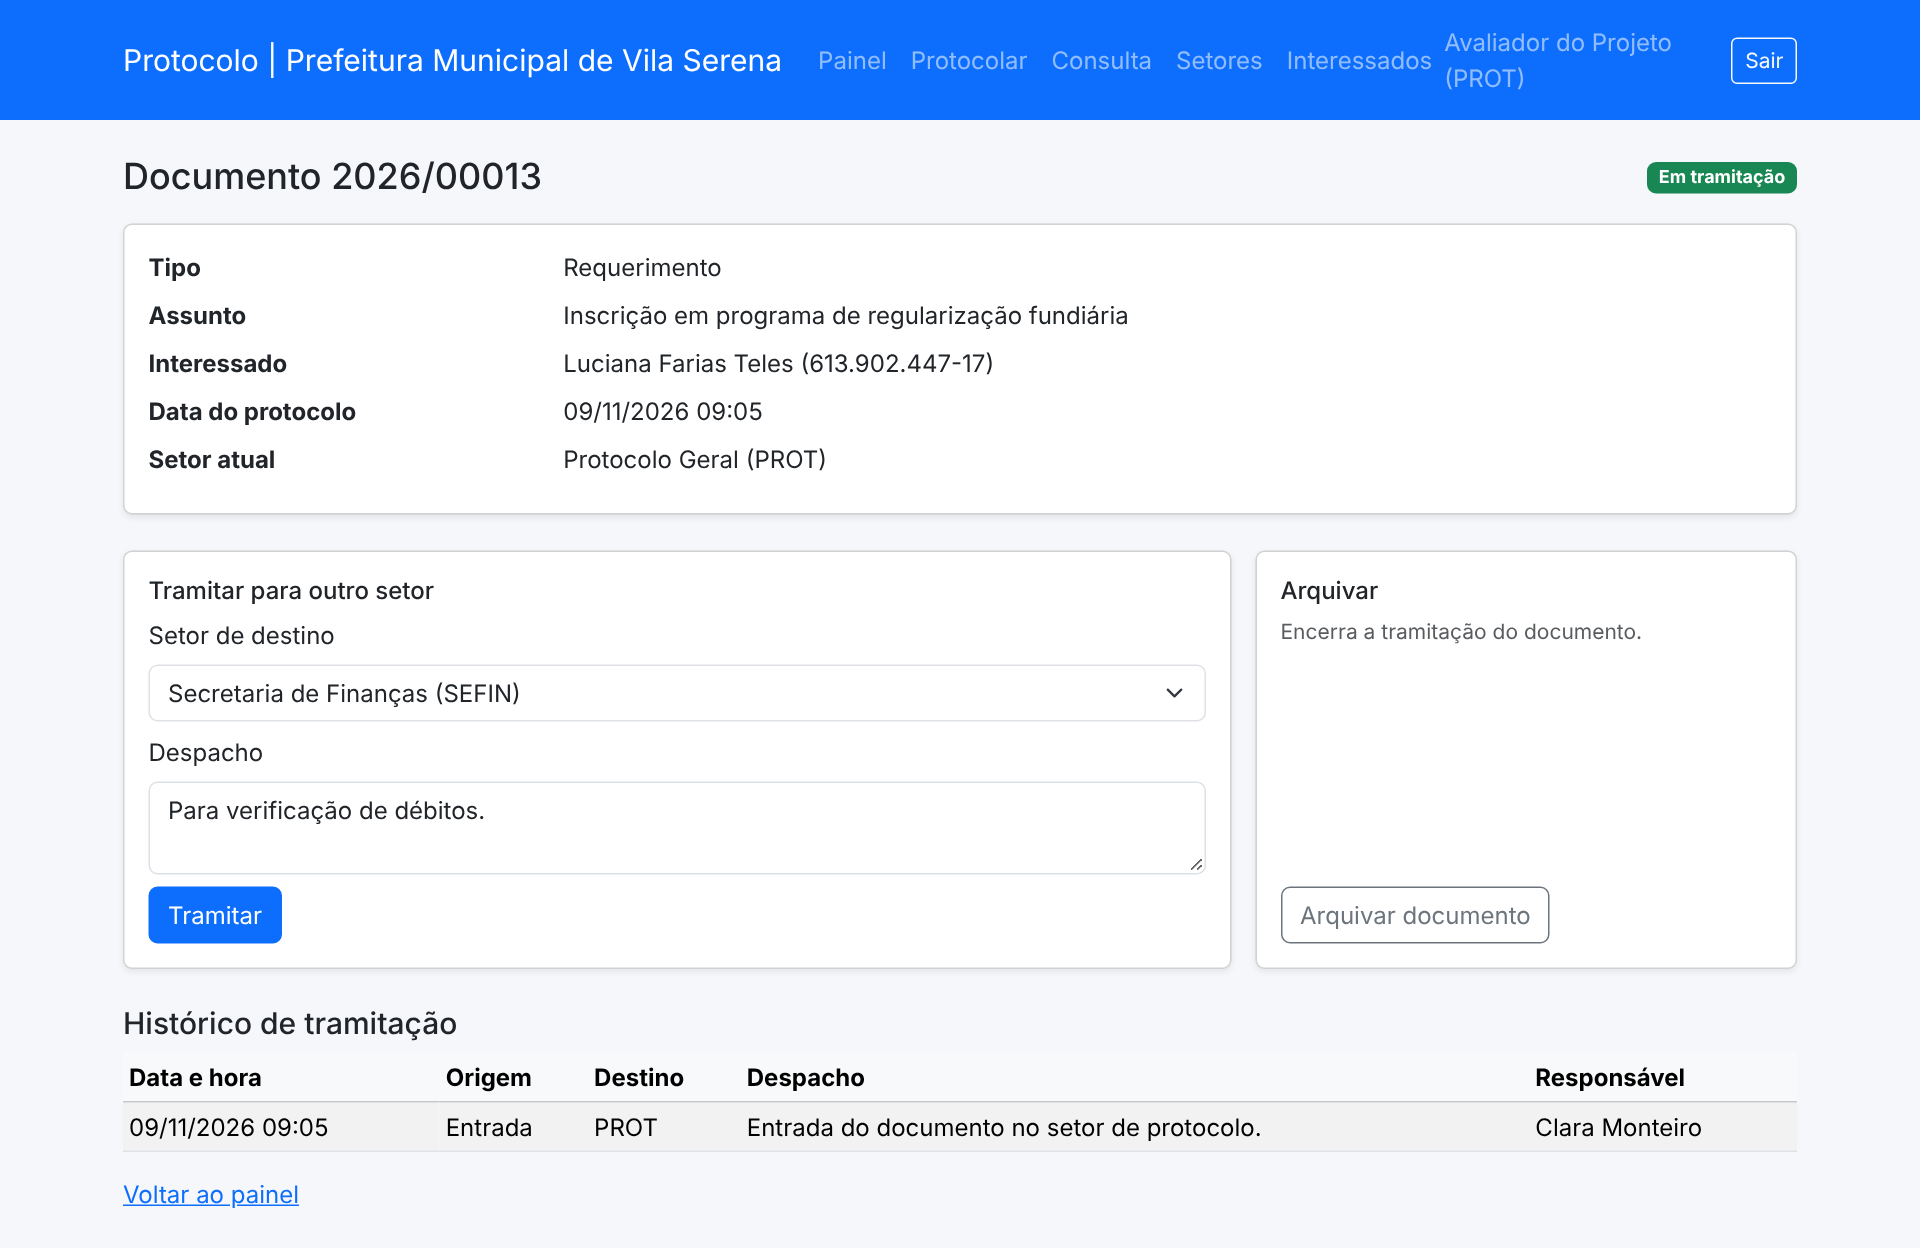 Protocolo | Prefeitura Municipal de Vila Serena
Painel
Protocolar
Consulta
Setores
Interessados
Avaliador do Projeto
(PROT)
Sair
Documento 2026/00013
Em tramitação
Tipo Requerimento
Assunto Inscrição em programa de regularização fundiária
Interessado Luciana Farias Teles (613.902.447-17)
Data do protocolo 09/11/2026 09:05
Setor atual Protocolo Geral (PROT)
Tramitar para outro setor
Setor de destino
Secretaria de Finanças (SEFIN)
Despacho
Para verificação de débitos.
Tramitar
Arquivar
Encerra a tramitação do documento.
Arquivar documento
Histórico de tramitação
Data e hora Origem Destino Despacho Responsável
09/11/2026 09:05 Entrada PROT Entrada do documento no setor de protocolo. Clara Monteiro
Voltar ao painel